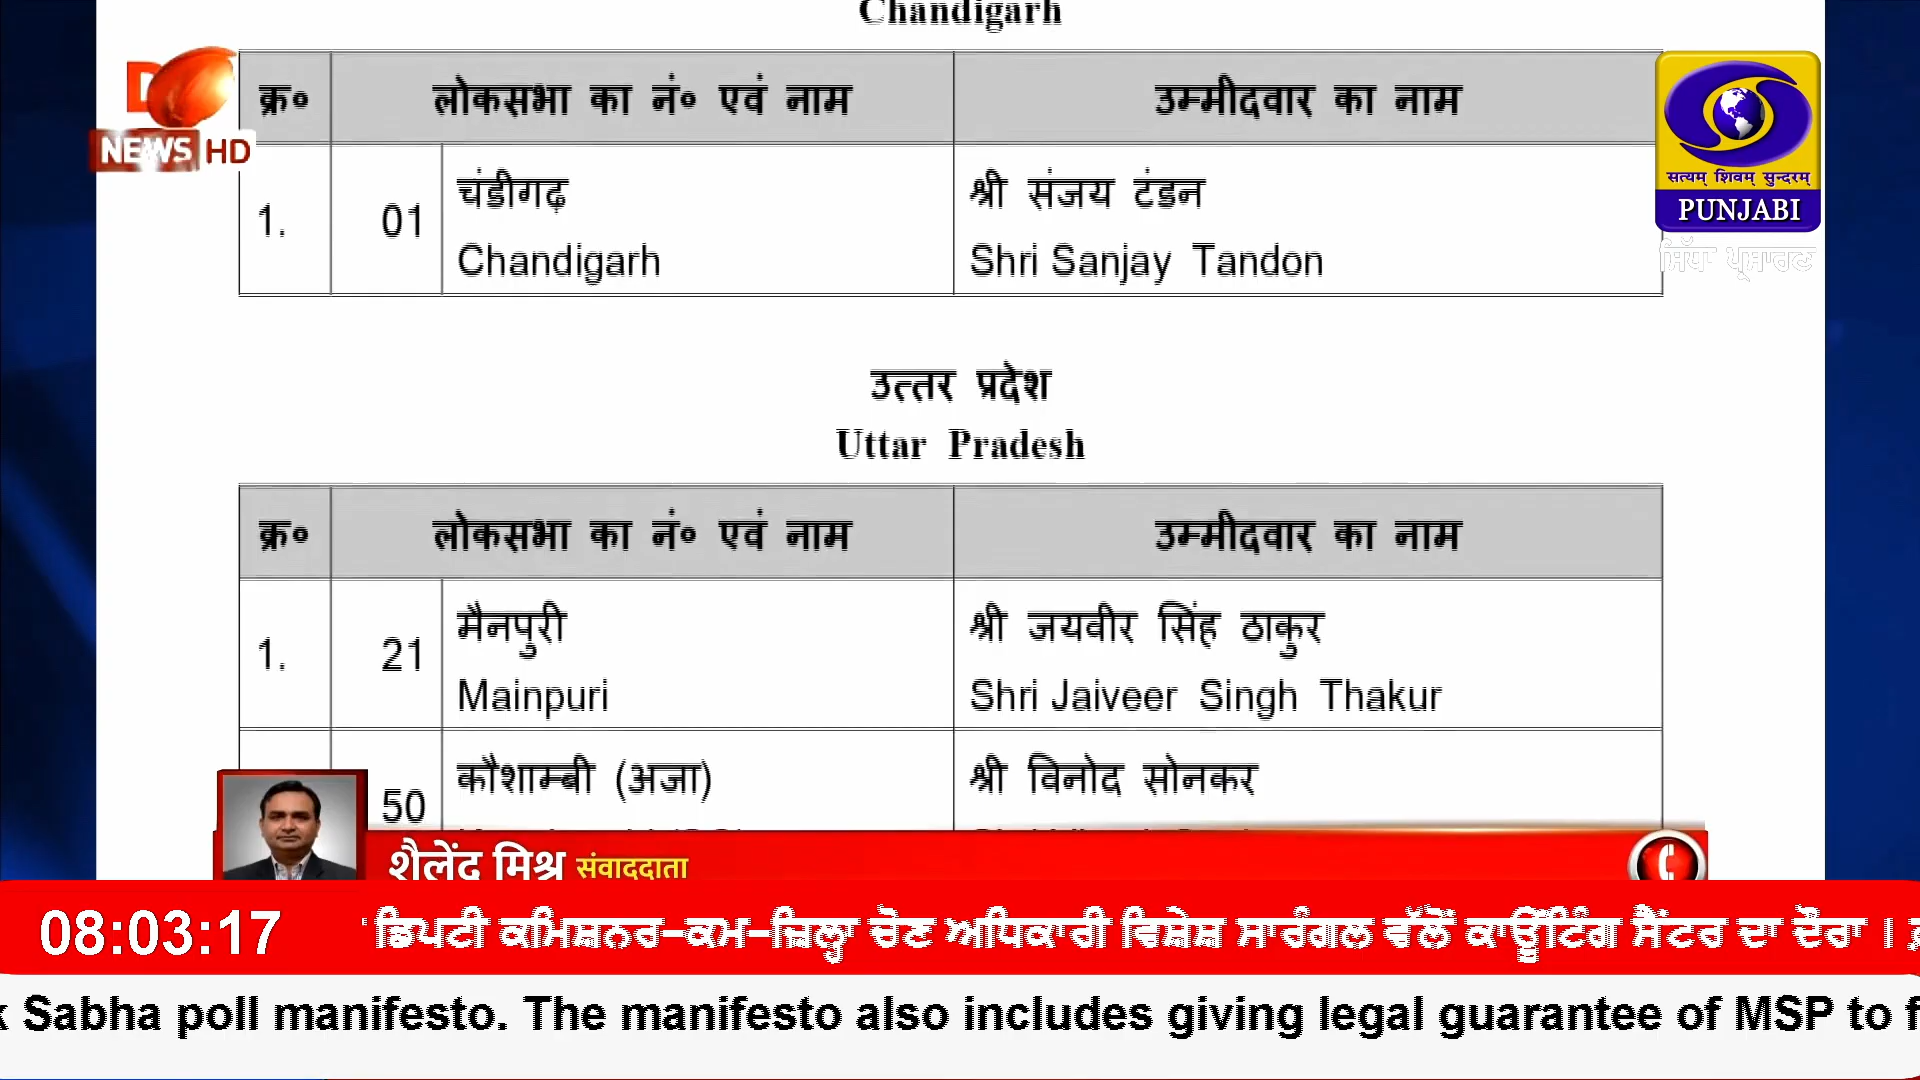 Chandigarh
क्र० लोकसभा का नं० एवं नाम उम्मीदवार का नाम
1. 01 चंडीगढ़ श्री संजय टंडन
Chandigarh Shri Sanjay Tandon
NEWS HD
सत्यम् शिवम् सुन्दरम्
PUNJABI
ਸਿੱਧਾ ਪ੍ਰਸਾਰਣ
उत्तर प्रदेश
Uttar Pradesh
क्र० लोकसभा का नं० एवं नाम उम्मीदवार का नाम
1. 21 मैनपुरी श्री जयवीर सिंह ठाकुर
Mainpuri Shri Jaiveer Singh Thakur
50 कौशाम्बी (अजा) श्री विनोद सोनकर
शैलेंद्र मिश्र संवाददाता
08:03:17 ਡਿਪਟੀ ਕਮਿਸ਼ਨਰ-ਕਮ-ਜ਼ਿਲ੍ਹਾ ਚੋਣ ਅਧਿਕਾਰੀ ਵਿਸ਼ੇਸ਼ ਸਾਰੰਗਲ ਵੱਲੋਂ ਕਾਊਂਟਿੰਗ ਸੈਂਟਰ ਦਾ ਦੌਰਾ ।
k Sabha poll manifesto. The manifesto also includes giving legal guarantee of MSP to f